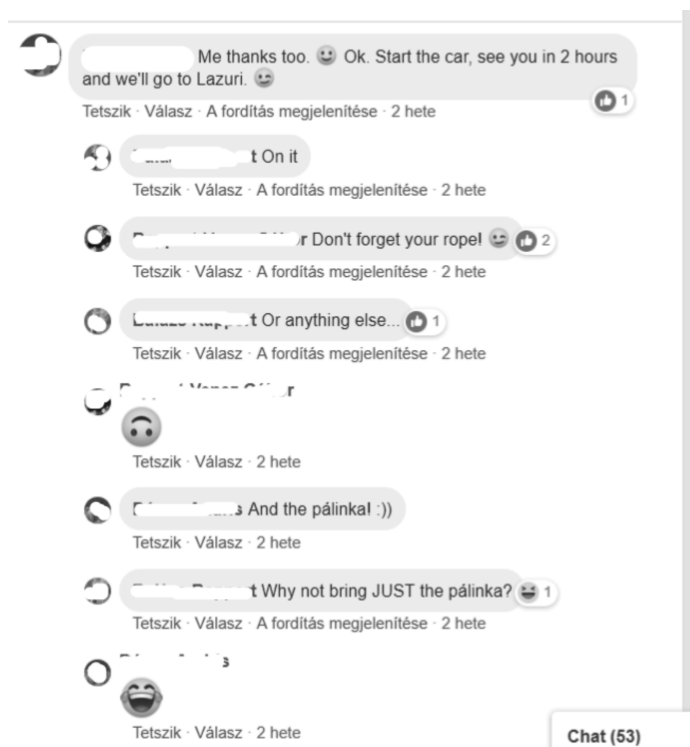 Me thanks too. 😀 Ok. Start the car, see you in 2 hours
and we'll go to Lazuri. 😉
1
Tetszik · Válasz · A fordítás megjelenítése · 2 hete
On it
Tetszik · Válasz · A fordítás megjelenítése · 2 hete
Don't forget your rope! 😉 2
Tetszik · Válasz · A fordítás megjelenítése · 2 hete
Or anything else... 1
Tetszik · Válasz · A fordítás megjelenítése · 2 hete
🙃
Tetszik · Válasz · 2 hete
And the pálinka! :))
Tetszik · Válasz · 2 hete
Why not bring JUST the pálinka? 😆 1
Tetszik · Válasz · A fordítás megjelenítése · 2 hete
😂
Tetszik · Válasz · 2 hete
Chat (53)